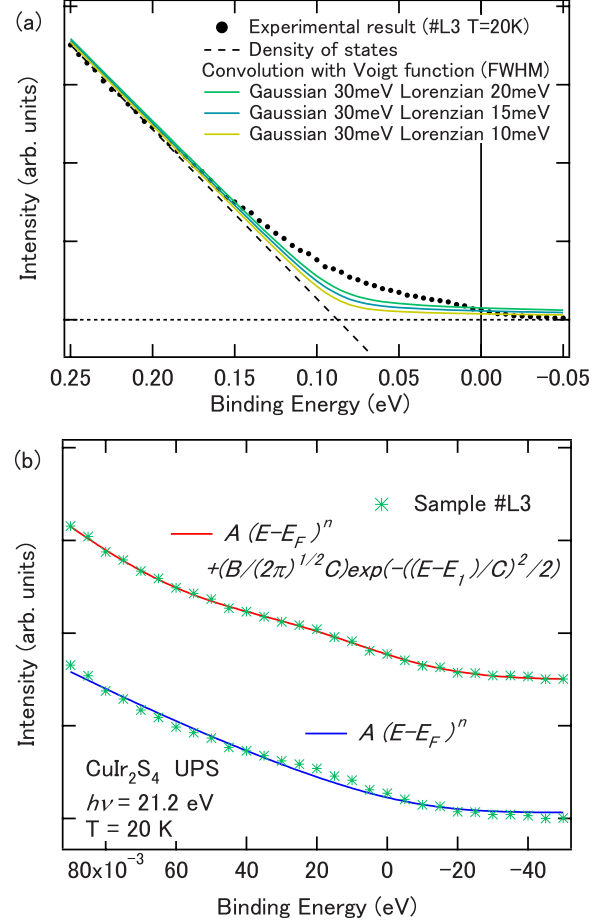 (a)
Experimental result (#L3 T=20K)
Density of states
Convolution with Voigt function (FWHM)
Gaussian 30meV Lorenzian 20meV
Gaussian 30meV Lorenzian 15meV
Gaussian 30meV Lorenzian 10meV
Intensity (arb. units)
0.25 0.20 0.15 0.10 0.05 0.00 −0.05
Binding Energy (eV)
(b)
Sample #L3
A (E−E_F)^n
+(B/(2π)^1/2 C)exp(−((E−E_1)/C)^2/2)
Intensity (arb. units)
A (E−E_F)^n
CuIr₂S₄ UPS
hν = 21.2 eV
T = 20 K
80x10⁻³ 60 40 20 0 −20 −40
Binding Energy (eV)